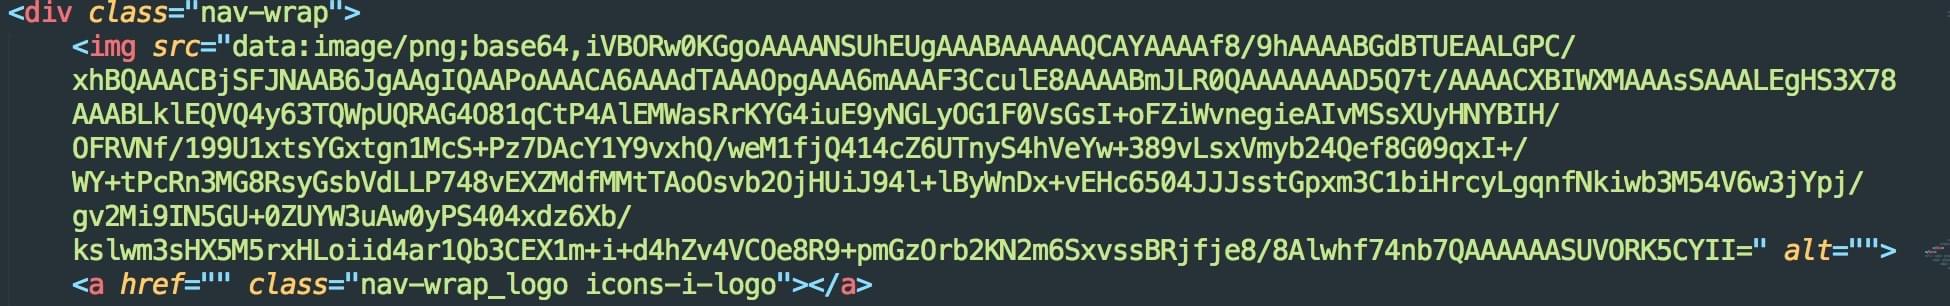 <div class="nav-wrap">
<img src="data:image/png;base64,iVBORw0KGgoAAAANSUhEUgAAABAAAAAQCAYAAAAf8/9hAAAABGdBTUEAALGPC/
xhBQAAACBjSFJNAAB6JgAAgIQAAPoAAACA6AAAdTAAAOpgAAA6mAAAF3CculE8AAAABmJLR0QAAAAAAAD5Q7t/AAAACXBIWXMAAAsSAAALEgHS3X78
AAABLklEQVQ4y63TQWpUQRAG4O81qCtP4AlEMWasRrKYG4iuE9yNGLyOG1F0VsGsI+oFZiWvnegieAIvMSsXUyHNYBIH/
OFRVNf/199U1xtsYGxtgn1McS+Pz7DAcY1Y9vxhQ/weM1fjQ414cZ6UTnyS4hVeYw+389vLsxVmyb24Qef8G09qxI+/
WY+tPcRn3MG8RsyGsbVdLLP748vEXZMdfMMtTAoOsvb2OjHUiJ94l+lByWnDx+vEHc6504JJJsstGpxm3C1biHrcyLgqnfNkiwb3M54V6w3jYpj/
gv2Mi9IN5GU+0ZUYW3uAw0yPS404xdz6Xb/
kslwm3sHX5M5rxHLoiid4ar1Qb3CEX1m+i+d4hZv4VCOe8R9+pmGzOrb2KN2m6SxvssBRjfje8/8Alwhf74nb7QAAAAASUVORK5CYII=" alt="">
<a href="" class="nav-wrap_logo icons-i-logo"></a>